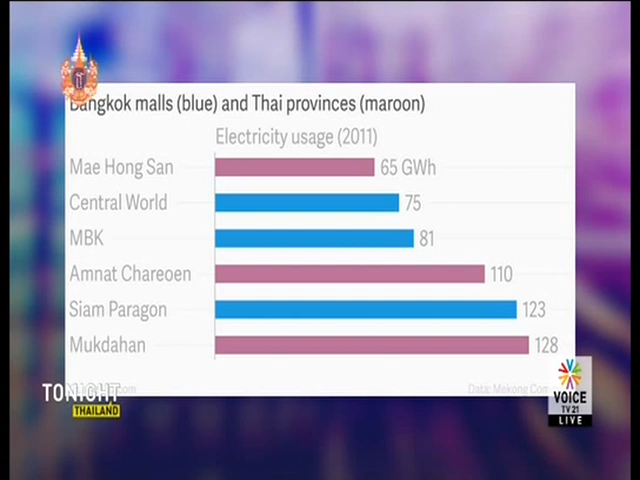 Bangkok malls (blue) and Thai provinces (maroon)
Electricity usage (2011)
Mae Hong San 65 GWh
Central World 75
MBK 81
Amnat Chareoen 110
Siam Paragon 123
Mukdahan 128
Data: Mekong
TONIGHT
THAILAND
VOICE
TV 21
LIVE